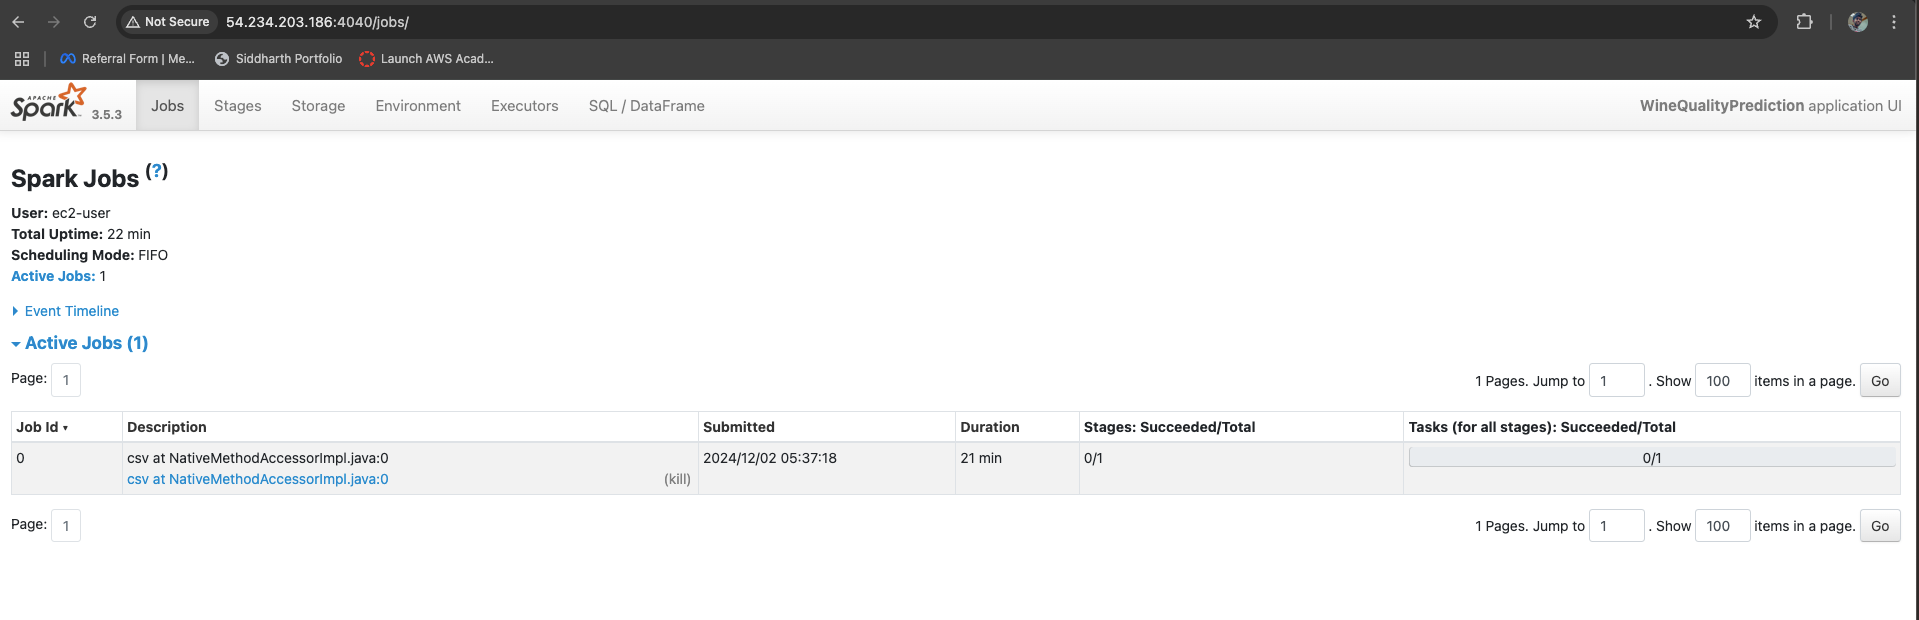 Not Secure 54.234.203.186:4040/jobs/
Referral Form | Me... Siddharth Portfolio Launch AWS Acad...
APACHE Spark 3.5.3 Jobs Stages Storage Environment Executors SQL / DataFrame WineQualityPrediction application UI
Spark Jobs (?)
User: ec2-user
Total Uptime: 22 min
Scheduling Mode: FIFO
Active Jobs: 1
Event Timeline
Active Jobs (1)
Page: 1 1 Pages. Jump to 1 . Show 100 items in a page. Go
Job Id Description Submitted Duration Stages: Succeeded/Total Tasks (for all stages): Succeeded/Total
0 csv at NativeMethodAccessorImpl.java:0 2024/12/02 05:37:18 21 min 0/1 0/1
csv at NativeMethodAccessorImpl.java:0 (kill)
Page: 1 1 Pages. Jump to 1 . Show 100 items in a page. Go